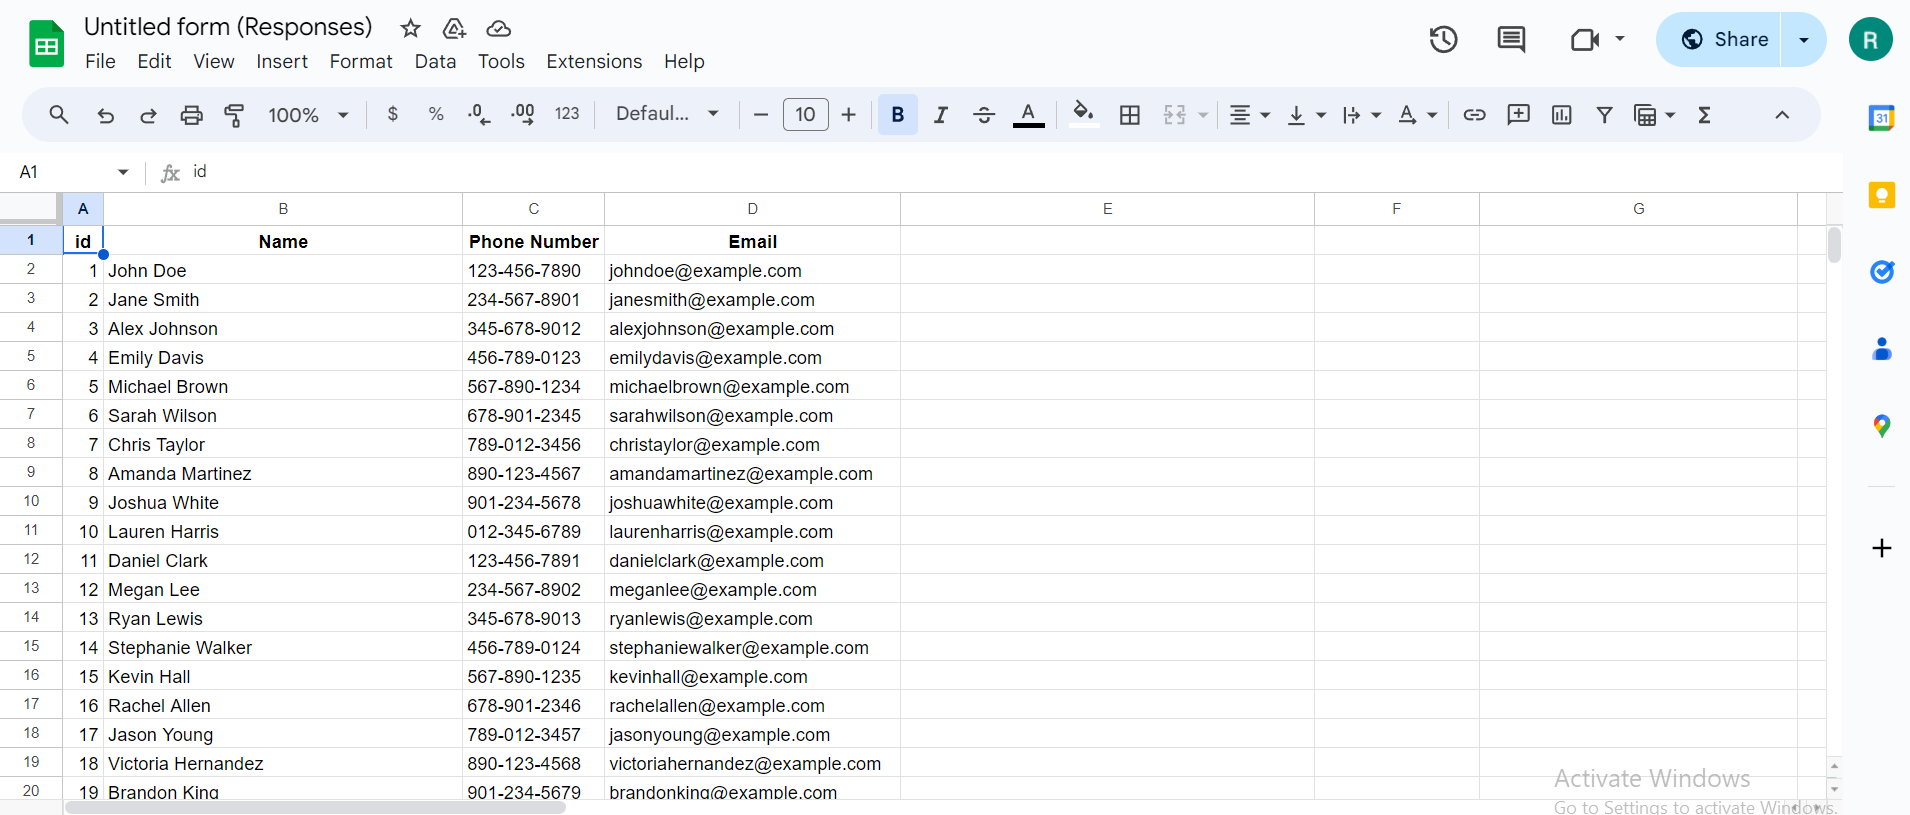 Untitled form (Responses)
File Edit View Insert Format Data Tools Extensions Help
Share
R
100% $ % .0 .00 123 Defaul... 10 B I A A Σ
31
A1 fx id
A B C D E F G
1 id Name Phone Number Email
2 1 John Doe 123-456-7890 johndoe@example.com
3 2 Jane Smith 234-567-8901 janesmith@example.com
4 3 Alex Johnson 345-678-9012 alexjohnson@example.com
5 4 Emily Davis 456-789-0123 emilydavis@example.com
6 5 Michael Brown 567-890-1234 michaelbrown@example.com
7 6 Sarah Wilson 678-901-2345 sarahwilson@example.com
8 7 Chris Taylor 789-012-3456 christaylor@example.com
9 8 Amanda Martinez 890-123-4567 amandamartinez@example.com
10 9 Joshua White 901-234-5678 joshuawhite@example.com
11 10 Lauren Harris 012-345-6789 laurenharris@example.com
12 11 Daniel Clark 123-456-7891 danielclark@example.com
13 12 Megan Lee 234-567-8902 meganlee@example.com
14 13 Ryan Lewis 345-678-9013 ryanlewis@example.com
15 14 Stephanie Walker 456-789-0124 stephaniewalker@example.com
16 15 Kevin Hall 567-890-1235 kevinhall@example.com
17 16 Rachel Allen 678-901-2346 rachelallen@example.com
18 17 Jason Young 789-012-3457 jasonyoung@example.com
19 18 Victoria Hernandez 890-123-4568 victoriahernandez@example.com
20 19 Brandon King 901-234-5679 brandonking@example.com
Activate Windows
Go to Settings to activate Windows.